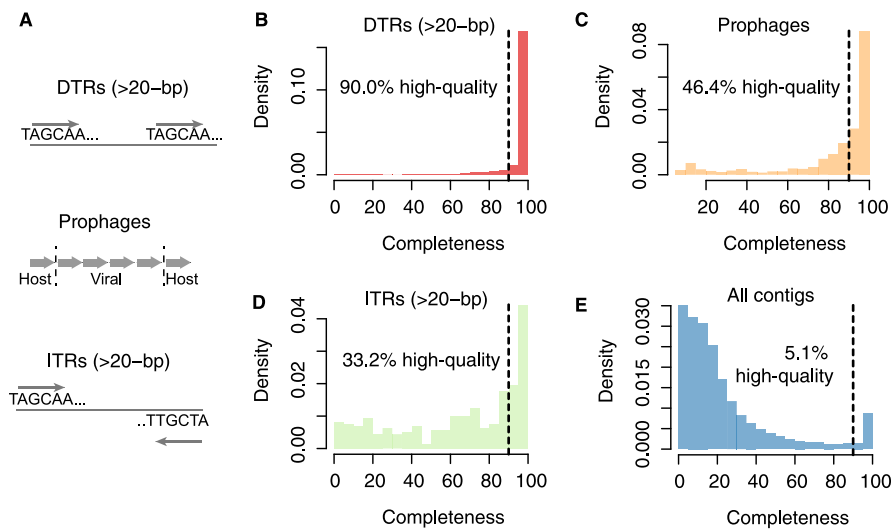 A
DTRs (>20−bp)
TAGCAA... TAGCAA...
Prophages
Host Viral Host
ITRs (>20−bp)
TAGCAA...
..TTGCTA
B
DTRs (>20−bp)
90.0% high−quality
Density
0.00 0.10
0 20 40 60 80 100
Completeness
C
Prophages
46.4% high−quality
Density
0.00 0.04 0.08
20 40 60 80 100
Completeness
D
ITRs (>20−bp)
33.2% high−quality
Density
0.00 0.02 0.04
0 20 40 60 80 100
Completeness
E
All contigs
5.1%
high−quality
Density
0.000 0.015 0.030
0 20 40 60 80 100
Completeness